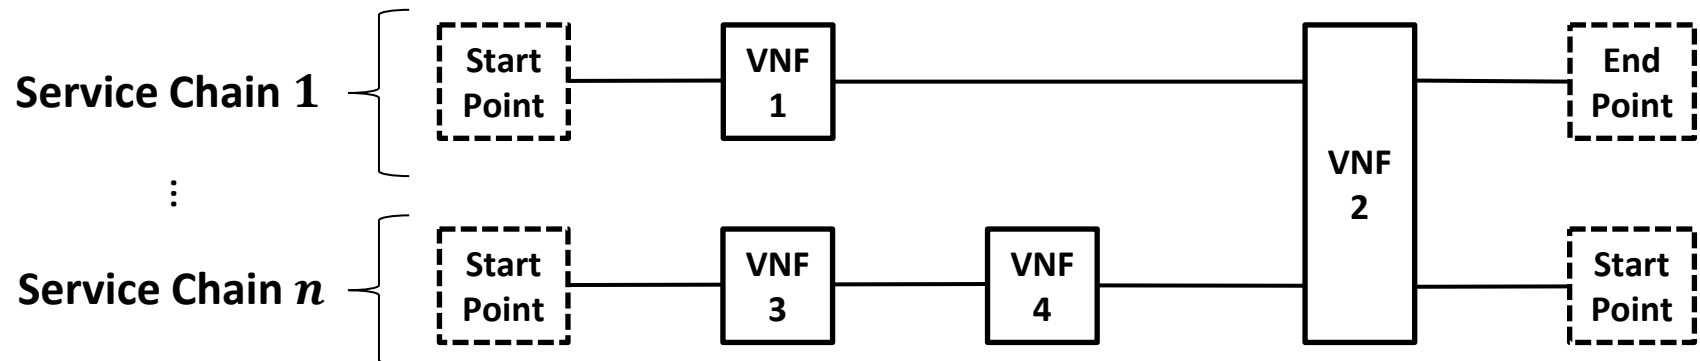 Service Chain 1
Start
Point
VNF
1
VNF
2
End
Point
⋮
Service Chain n
Start
Point
VNF
3
VNF
4
Start
Point